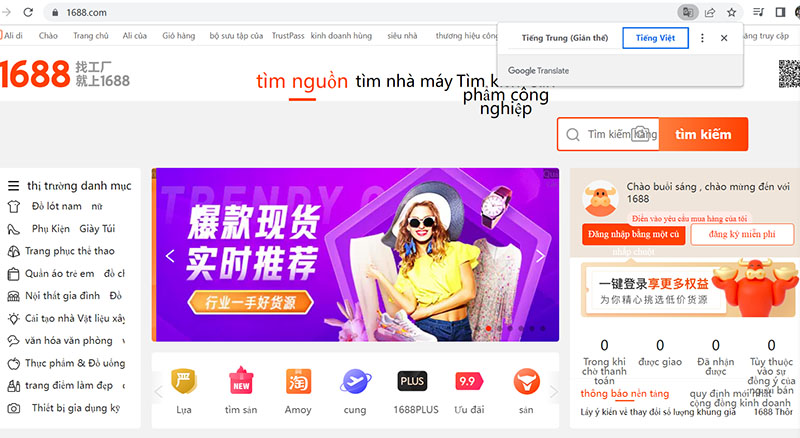 1688.com
Ali di
Chào
Trang chủ
Ali của
Giỏ hàng
bộ sưu tập của
TrustPass
kinh doanh hùng
siêu nhà
thương hiệu công
tăng truy cập
Tiếng Trung (Giản thể)
Tiếng Việt
Google Translate
1688
找工厂
就上1688
tìm nguồn
tìm nhà máy
Tìm kiếm sản
phẩm công
nghiệp
Tìm kiếm hàng
tìm kiếm
thị trường danh mục
Đồ lót nam nữ
Phụ Kiện Giày Túi
Trang phục thể thao
Quần áo trẻ em đồ ch
Nội thất gia đình Đồ
Cải tạo nhà Vật liệu xây
văn hóa văn phòng v
Thực phẩm & Đồ uống
trang điểm làm đẹp c
Thiết bị gia dụng kỹ
TRENDY
爆款现货
实时推荐
行业一手好货源
Lụa
NEW
tìm sản
淘
Amoy
cung
PLUS
1688PLUS
9.9
Ưu đãi
sản
Chào buổi sáng , chào mừng đến với
1688
Điền vào yêu cầu mua hàng của tôi
Đăng nhập bằng một cú
nhấp chuột
đăng ký miễn phí
一键登录享更多权益
为你精心挑选低价货源
0
0
0
0
Trong khi
chờ thanh
toán
được giao
Đã nhận
được
Tùy thuộc
vào sự
đồng ý của
người bán
thông báo nền tảng
quy định mới nhất
cộng đồng kinh doanh
Lấy ý kiến về thay đổi số lượng khung giá
1688 Thôn